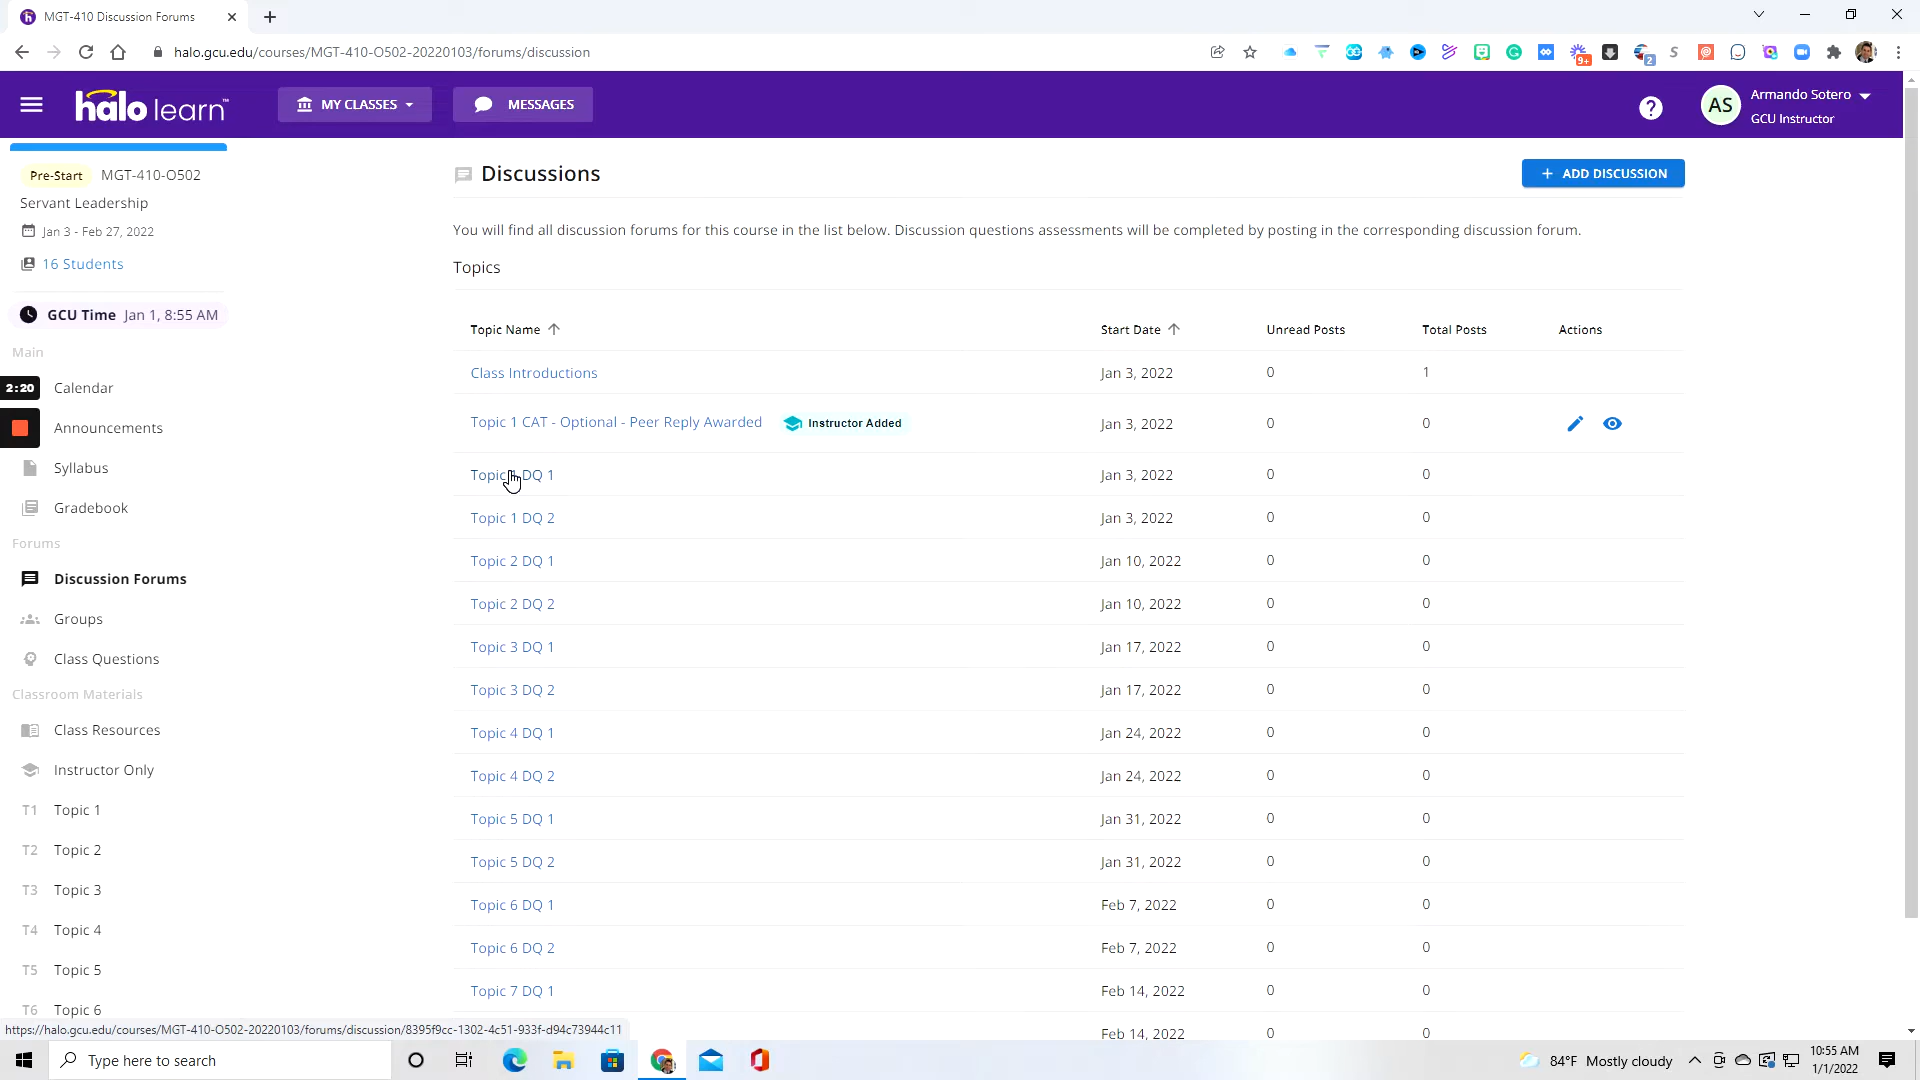 MGT-410 Discussion Forums
halo.gcu.edu/courses/MGT-410-O502-20220103/forums/discussion
9+
2
halo learn
MY CLASSES
MESSAGES
?
AS
Armando Sotero
GCU Instructor
Pre-Start MGT-410-O502
Servant Leadership
Jan 3 - Feb 27, 2022
16 Students
GCU Time Jan 1, 8:55 AM
Main
2:20
Calendar
Announcements
Syllabus
Gradebook
Forums
Discussion Forums
Groups
Class Questions
Classroom Materials
Class Resources
Instructor Only
T1 Topic 1
T2 Topic 2
T3 Topic 3
T4 Topic 4
T5 Topic 5
T6 Topic 6
Discussions
+ ADD DISCUSSION
You will find all discussion forums for this course in the list below. Discussion questions assessments will be completed by posting in the corresponding discussion forum.
Topics
Topic Name Start Date Unread Posts Total Posts Actions
Class Introductions Jan 3, 2022 0 1
Topic 1 CAT - Optional - Peer Reply Awarded Instructor Added Jan 3, 2022 0 0
Topic 1 DQ 1 Jan 3, 2022 0 0
Topic 1 DQ 2 Jan 3, 2022 0 0
Topic 2 DQ 1 Jan 10, 2022 0 0
Topic 2 DQ 2 Jan 10, 2022 0 0
Topic 3 DQ 1 Jan 17, 2022 0 0
Topic 3 DQ 2 Jan 17, 2022 0 0
Topic 4 DQ 1 Jan 24, 2022 0 0
Topic 4 DQ 2 Jan 24, 2022 0 0
Topic 5 DQ 1 Jan 31, 2022 0 0
Topic 5 DQ 2 Jan 31, 2022 0 0
Topic 6 DQ 1 Feb 7, 2022 0 0
Topic 6 DQ 2 Feb 7, 2022 0 0
Topic 7 DQ 1 Feb 14, 2022 0 0
Feb 14, 2022 0 0
https://halo.gcu.edu/courses/MGT-410-O502-20220103/forums/discussion/8395f9cc-1302-4c51-933f-d94c73944c11
Type here to search
84°F Mostly cloudy
10:55 AM
1/1/2022